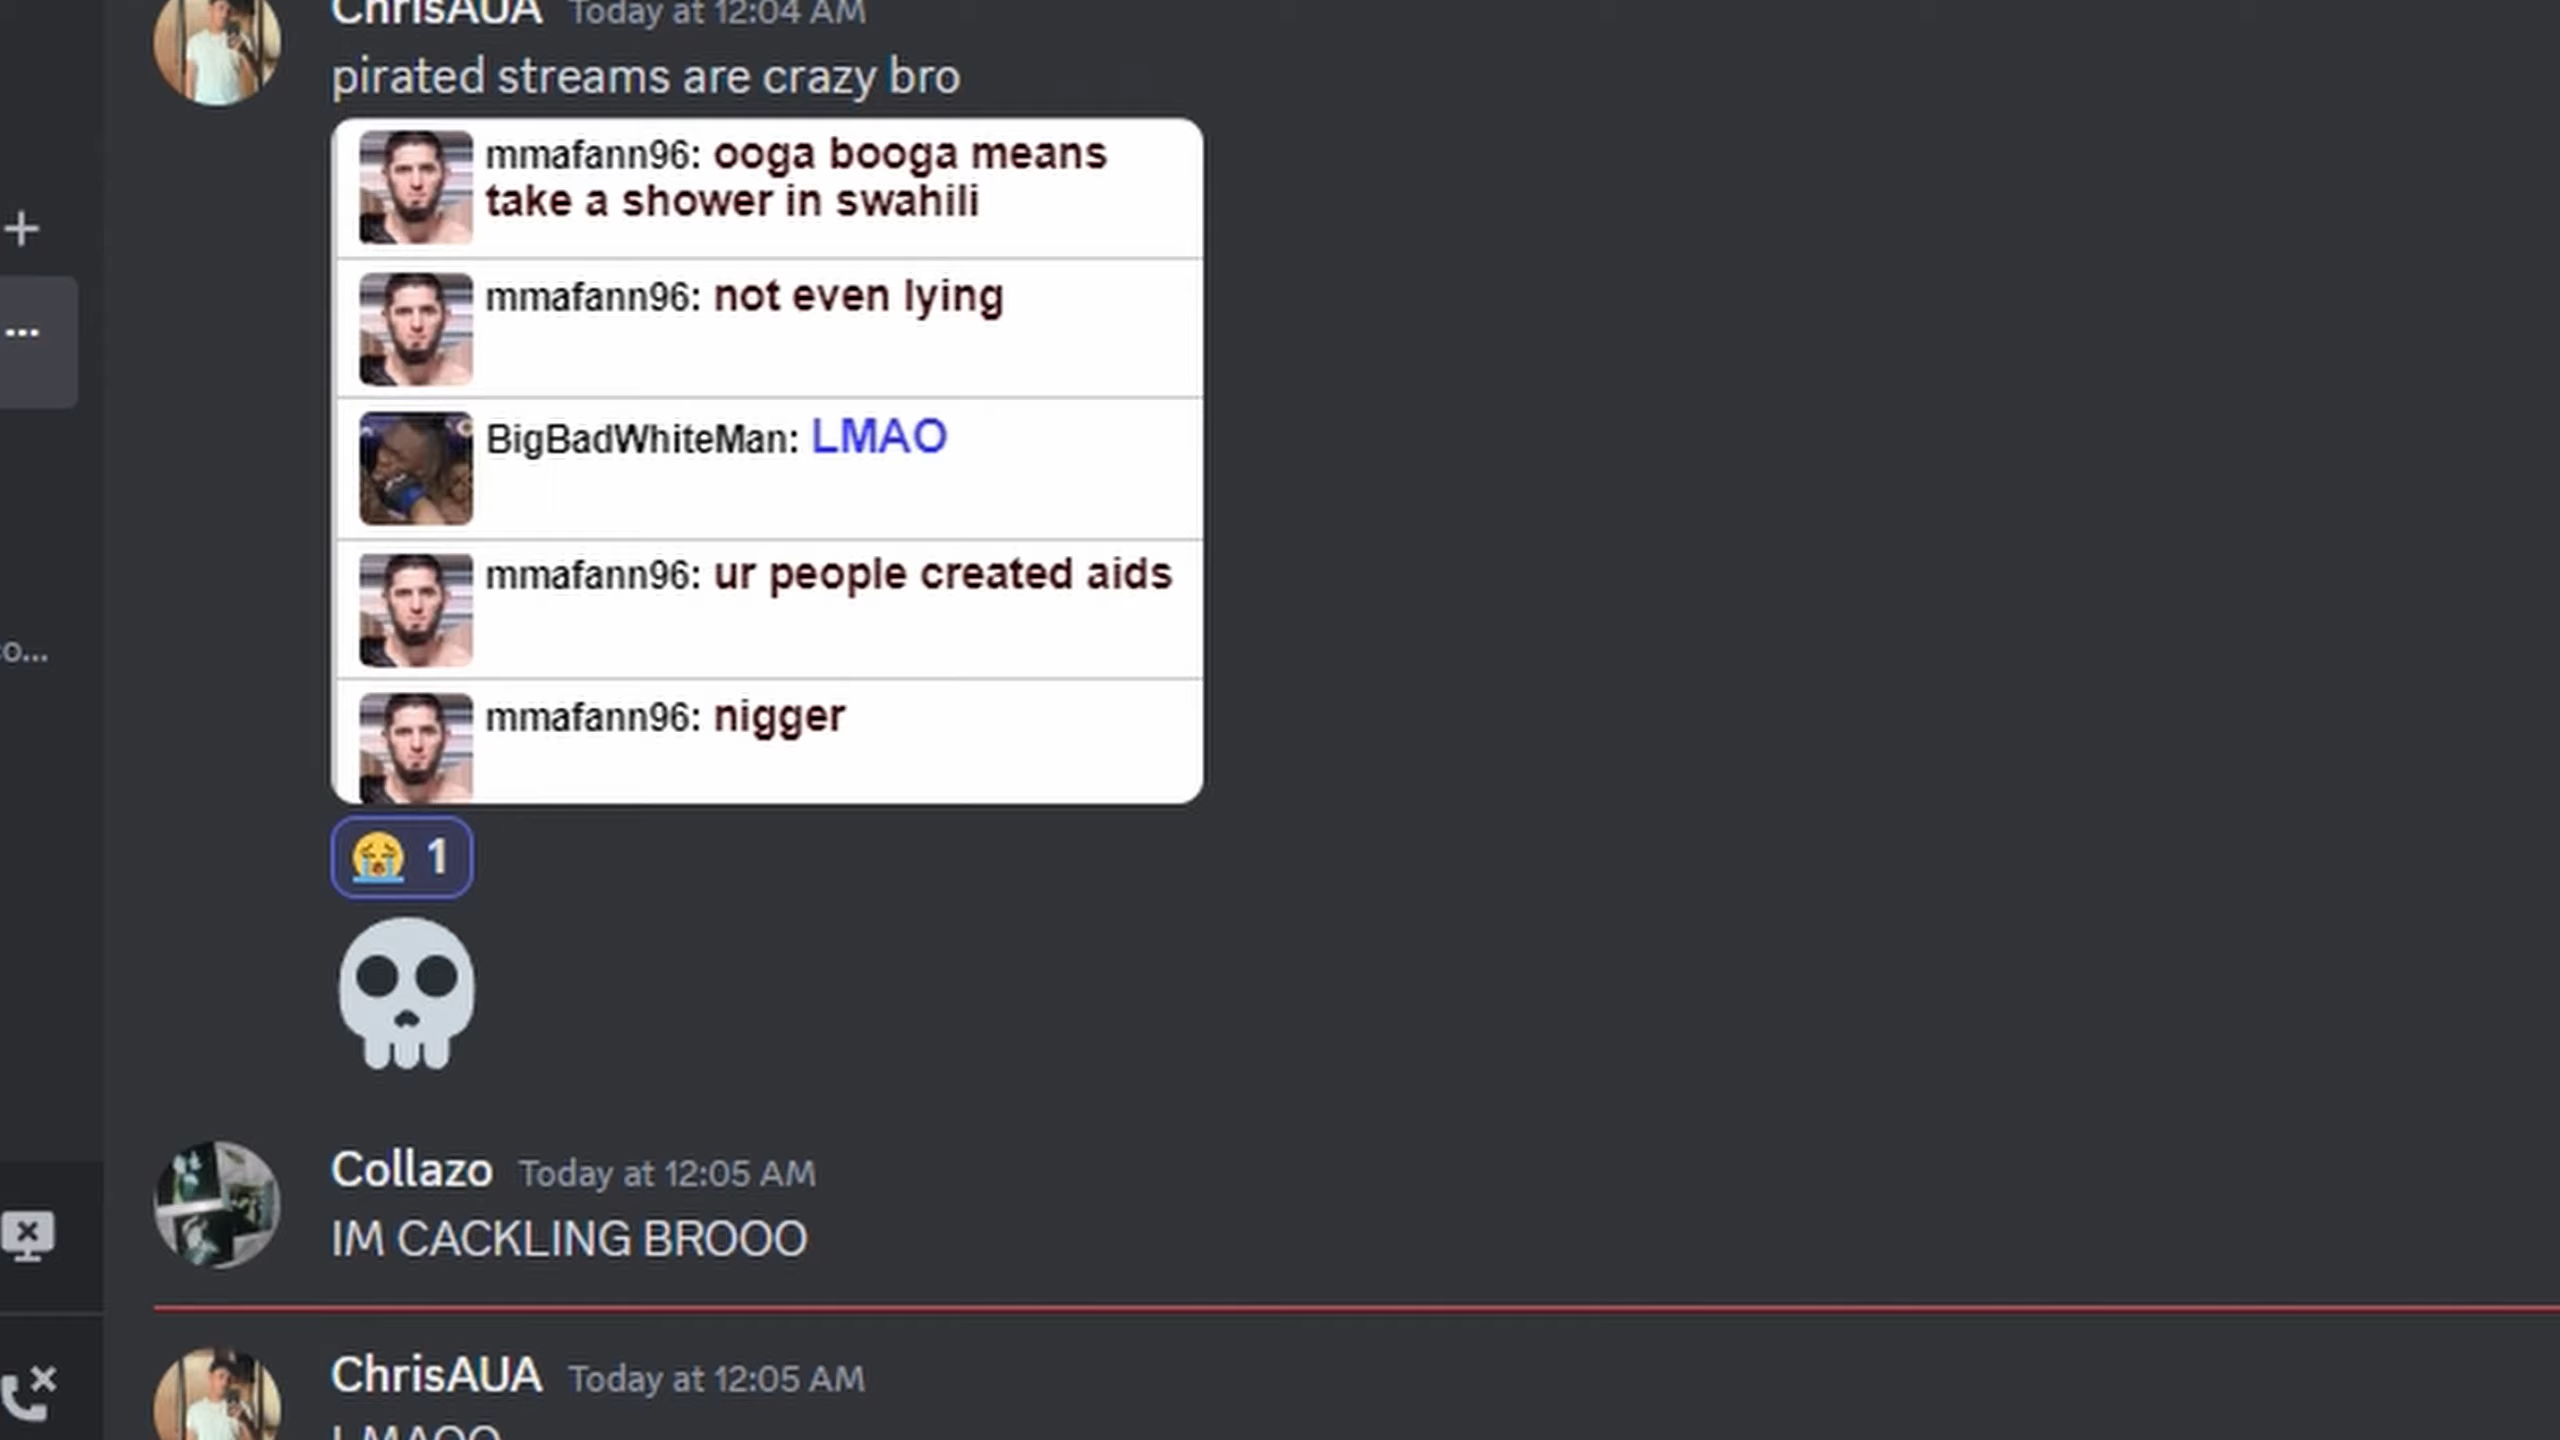 ChrisAUA Today at 12:04 AM
pirated streams are crazy bro
mmafann96: ooga booga means
take a shower in swahili
mmafann96: not even lying
BigBadWhiteMan: LMAO
mmafann96: ur people created aids
mmafann96: nigger
1
co...
Collazo Today at 12:05 AM
IM CACKLING BROOO
ChrisAUA Today at 12:05 AM
LMAOO